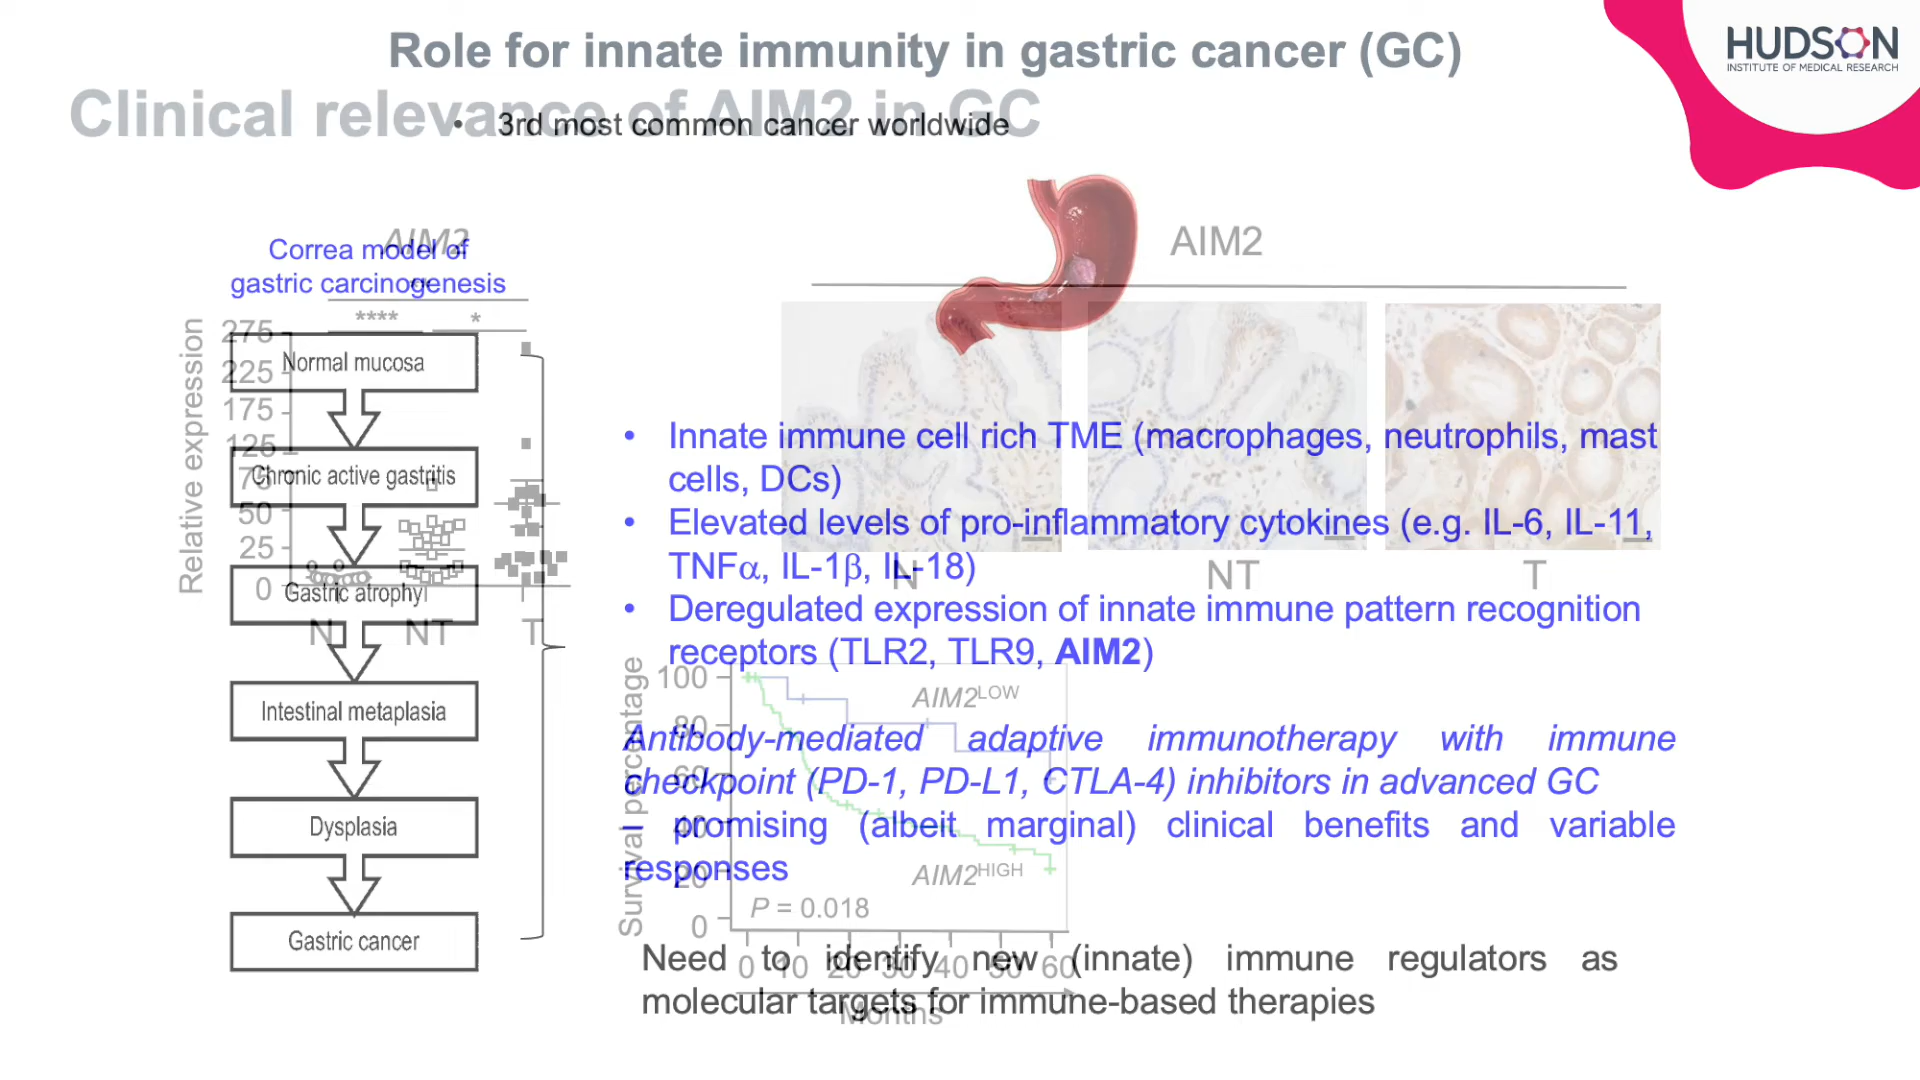 Role for innate immunity in gastric cancer (GC)
HUDSON
INSTITUTE OF MEDICAL RESEARCH
Clinical relevance of AIM2 in GC
• 3rd most common cancer worldwide
AIM2
Correa model of
gastric carcinogenesis
**** *
Relative expression
275
225
175
125
75
50
25
0
N NT T
Normal mucosa
Chronic active gastritis
Gastric atrophy
Intestinal metaplasia
Dysplasia
Gastric cancer
AIM2
N NT T
• Innate immune cell rich TME (macrophages, neutrophils, mast
cells, DCs)
• Elevated levels of pro-inflammatory cytokines (e.g. IL-6, IL-11,
TNFα, IL-1β, IL-18)
• Deregulated expression of innate immune pattern recognition
receptors (TLR2, TLR9, AIM2)
Antibody-mediated adaptive immunotherapy with immune
checkpoint (PD-1, PD-L1, CTLA-4) inhibitors in advanced GC
promising (albeit marginal) clinical benefits and variable
responses
Need to identify new (innate) immune regulators as
molecular targets for immune-based therapies
Survival percentage
100
80
60
40
20
0
AIM2LOW
AIM2HIGH
P = 0.018
0 10 20 30 40 50 60
Months